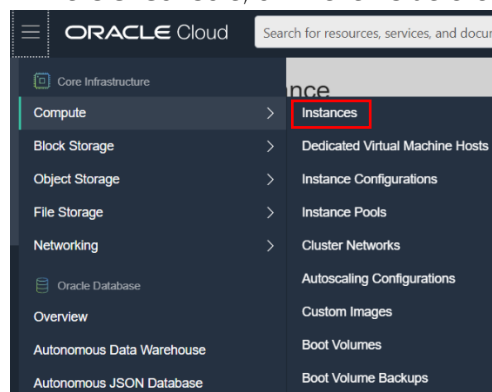 ORACLE Cloud
Search for resources, services, and docu
Core Infrastructure
nce
Compute
Instances
Block Storage
Dedicated Virtual Machine Hosts
Object Storage
Instance Configurations
File Storage
Instance Pools
Networking
Cluster Networks
Oracle Database
Autoscaling Configurations
Overview
Custom Images
Autonomous Data Warehouse
Boot Volumes
Autonomous JSON Database
Boot Volume Backups